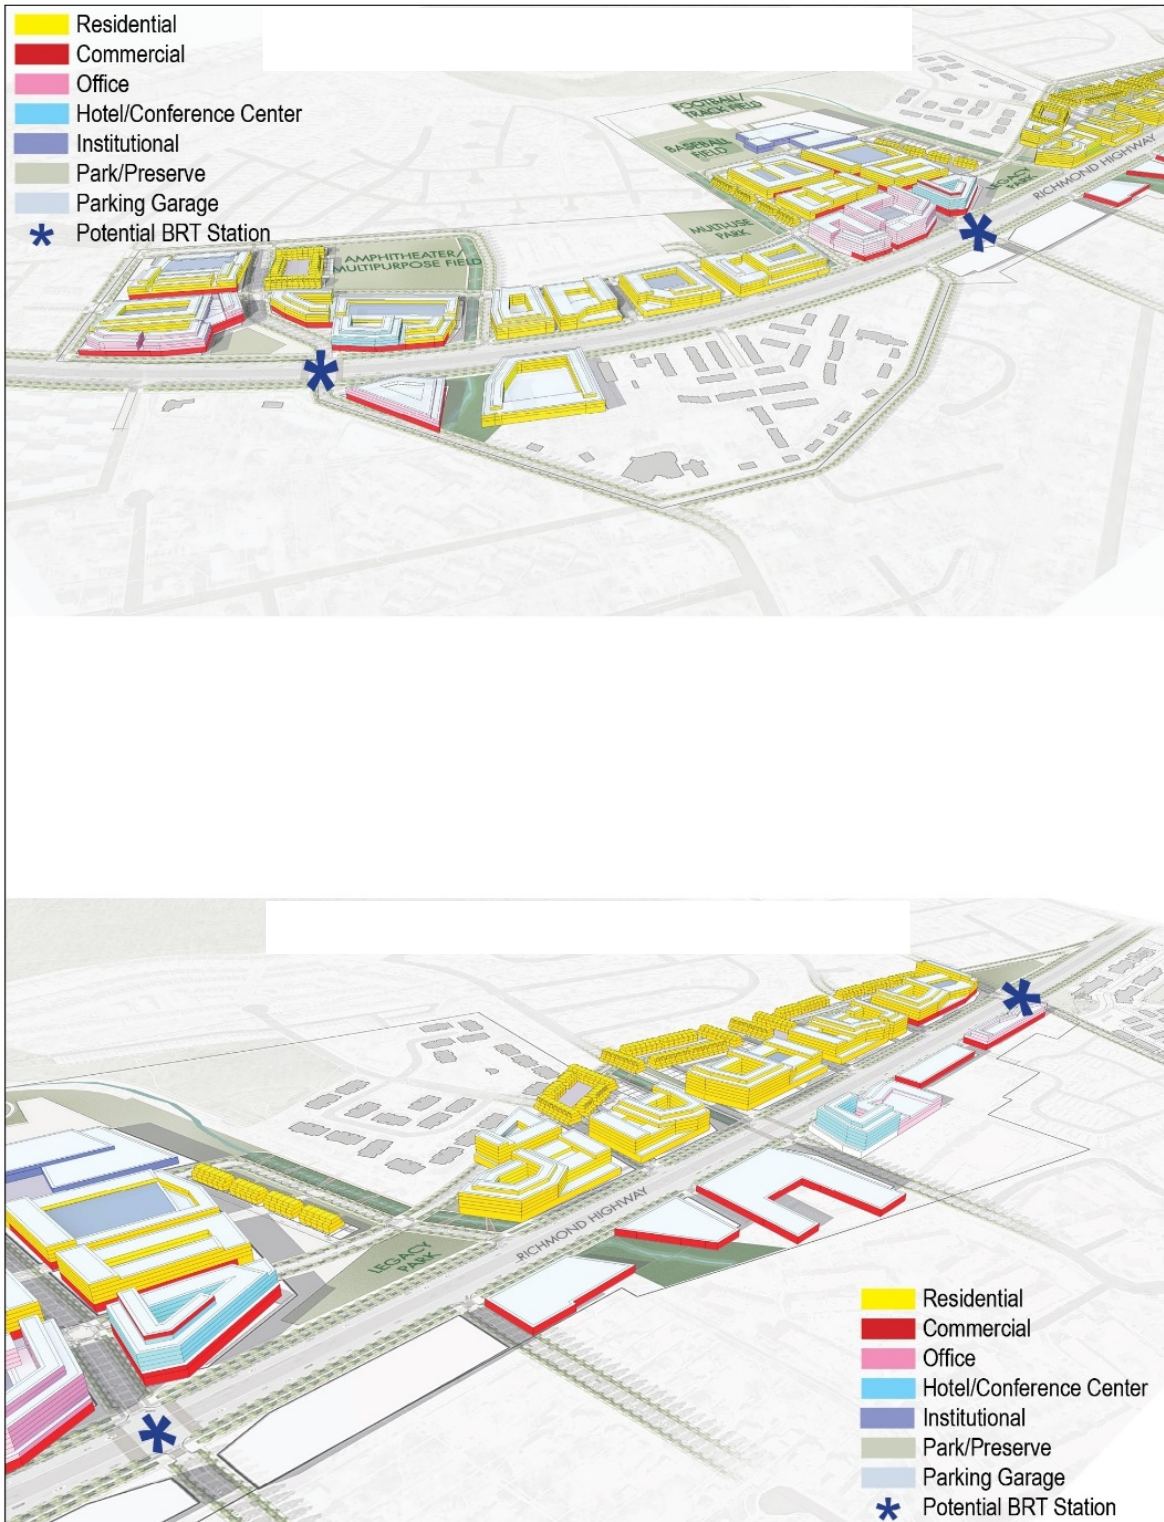 Residential
Commercial
Office
Hotel/Conference Center
Institutional
Park/Preserve
Parking Garage
Potential BRT Station
FOOTBALL/
TRACK FIELD
BASEBALL
FIELD
MULTIUSE
PARK
AMPHITHEATER/
MULTIPURPOSE FIELD
LEGACY
PARK
RICHMOND HIGHWAY
RICHMOND HIGHWAY
LEGACY
PARK
Residential
Commercial
Office
Hotel/Conference Center
Institutional
Park/Preserve
Parking Garage
Potential BRT Station